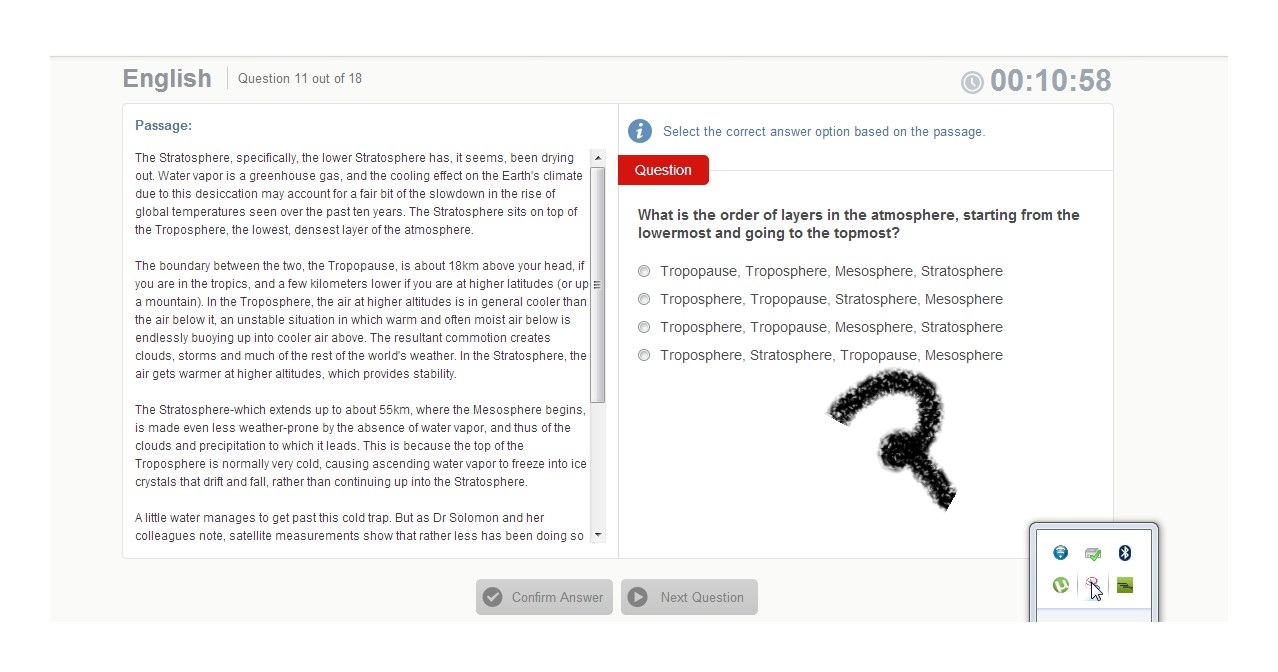 English
Question 11 out of 18
00:10:58
Passage:
The Stratosphere, specifically, the lower Stratosphere has, it seems, been drying
out. Water vapor is a greenhouse gas, and the cooling effect on the Earth's climate
due to this desiccation may account for a fair bit of the slowdown in the rise of
global temperatures seen over the past ten years. The Stratosphere sits on top of
the Troposphere, the lowest, densest layer of the atmosphere.
The boundary between the two, the Tropopause, is about 18km above your head, if
you are in the tropics, and a few kilometers lower if you are at higher latitudes (or up
a mountain). In the Troposphere, the air at higher altitudes is in general cooler than
the air below it, an unstable situation in which warm and often moist air below is
endlessly buoying up into cooler air above. The resultant commotion creates
clouds, storms and much of the rest of the world's weather. In the Stratosphere, the
air gets warmer at higher altitudes, which provides stability.
The Stratosphere-which extends up to about 55km, where the Mesosphere begins,
is made even less weather-prone by the absence of water vapor, and thus of the
clouds and precipitation to which it leads. This is because the top of the
Troposphere is normally very cold, causing ascending water vapor to freeze into ice
crystals that drift and fall, rather than continuing up into the Stratosphere.
A little water manages to get past this cold trap. But as Dr Solomon and her
colleagues note, satellite measurements show that rather less has been doing so
Select the correct answer option based on the passage.
Question
What is the order of layers in the atmosphere, starting from the
lowermost and going to the topmost?
Tropopause, Troposphere, Mesosphere, Stratosphere
Troposphere, Tropopause, Stratosphere, Mesosphere
Troposphere, Tropopause, Mesosphere, Stratosphere
Troposphere, Stratosphere, Tropopause, Mesosphere
?
Confirm Answer
Next Question